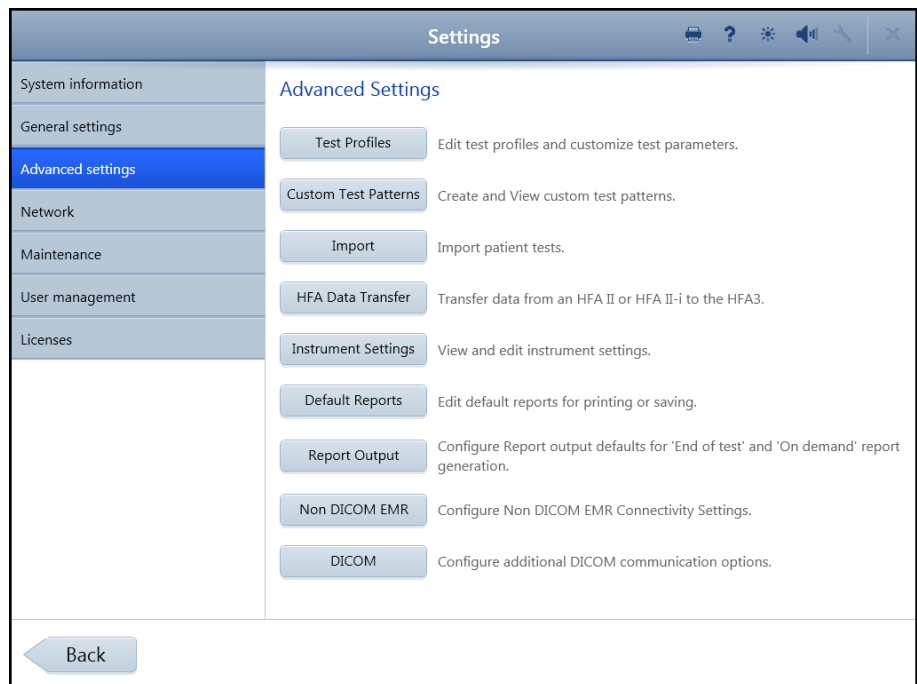 Settings
?
System information
General settings
Advanced settings
Network
Maintenance
User management
Licenses
Advanced Settings
Test Profiles
Edit test profiles and customize test parameters.
Custom Test Patterns
Create and View custom test patterns.
Import
Import patient tests.
HFA Data Transfer
Transfer data from an HFA II or HFA II-i to the HFA3.
Instrument Settings
View and edit instrument settings.
Default Reports
Edit default reports for printing or saving.
Report Output
Configure Report output defaults for 'End of test' and 'On demand' report
generation.
Non DICOM EMR
Configure Non DICOM EMR Connectivity Settings.
DICOM
Configure additional DICOM communication options.
Back